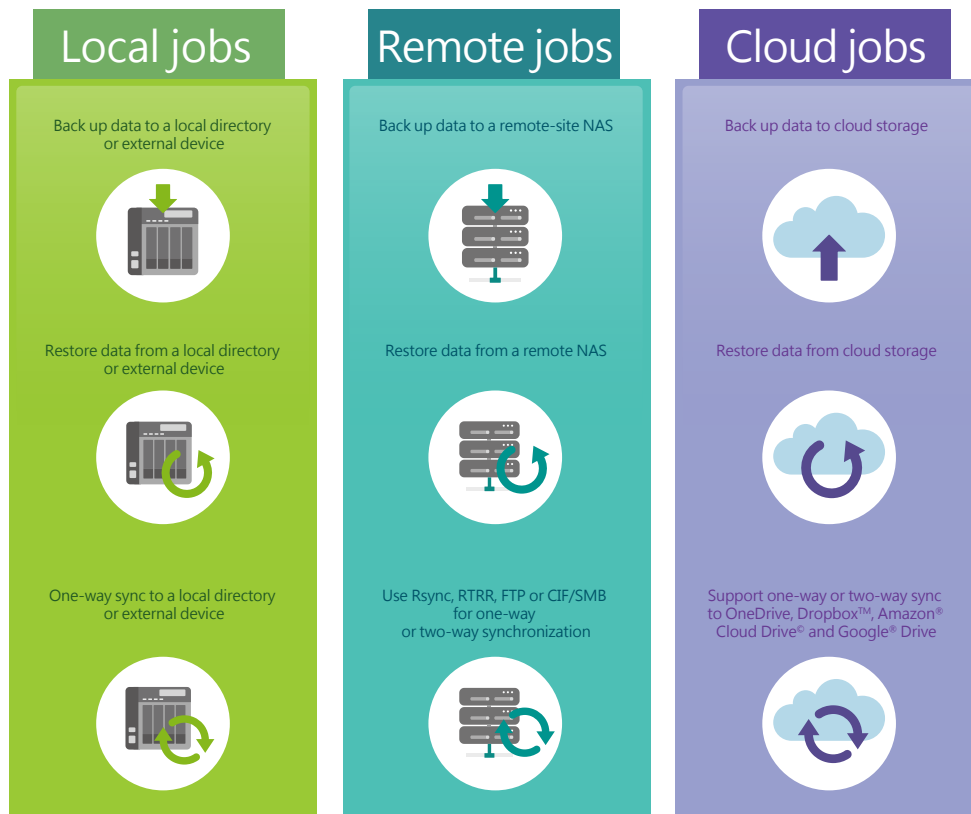 Local jobs
Back up data to a local directory
or external device
Restore data from a local directory
or external device
One-way sync to a local directory
or external device
Remote jobs
Back up data to a remote-site NAS
Restore data from a remote NAS
Use Rsync, RTRR, FTP or CIF/SMB
for one-way
or two-way synchronization
Cloud jobs
Back up data to cloud storage
Restore data from cloud storage
Support one-way or two-way sync
to OneDrive, Dropbox™, Amazon®
Cloud Drive© and Google® Drive